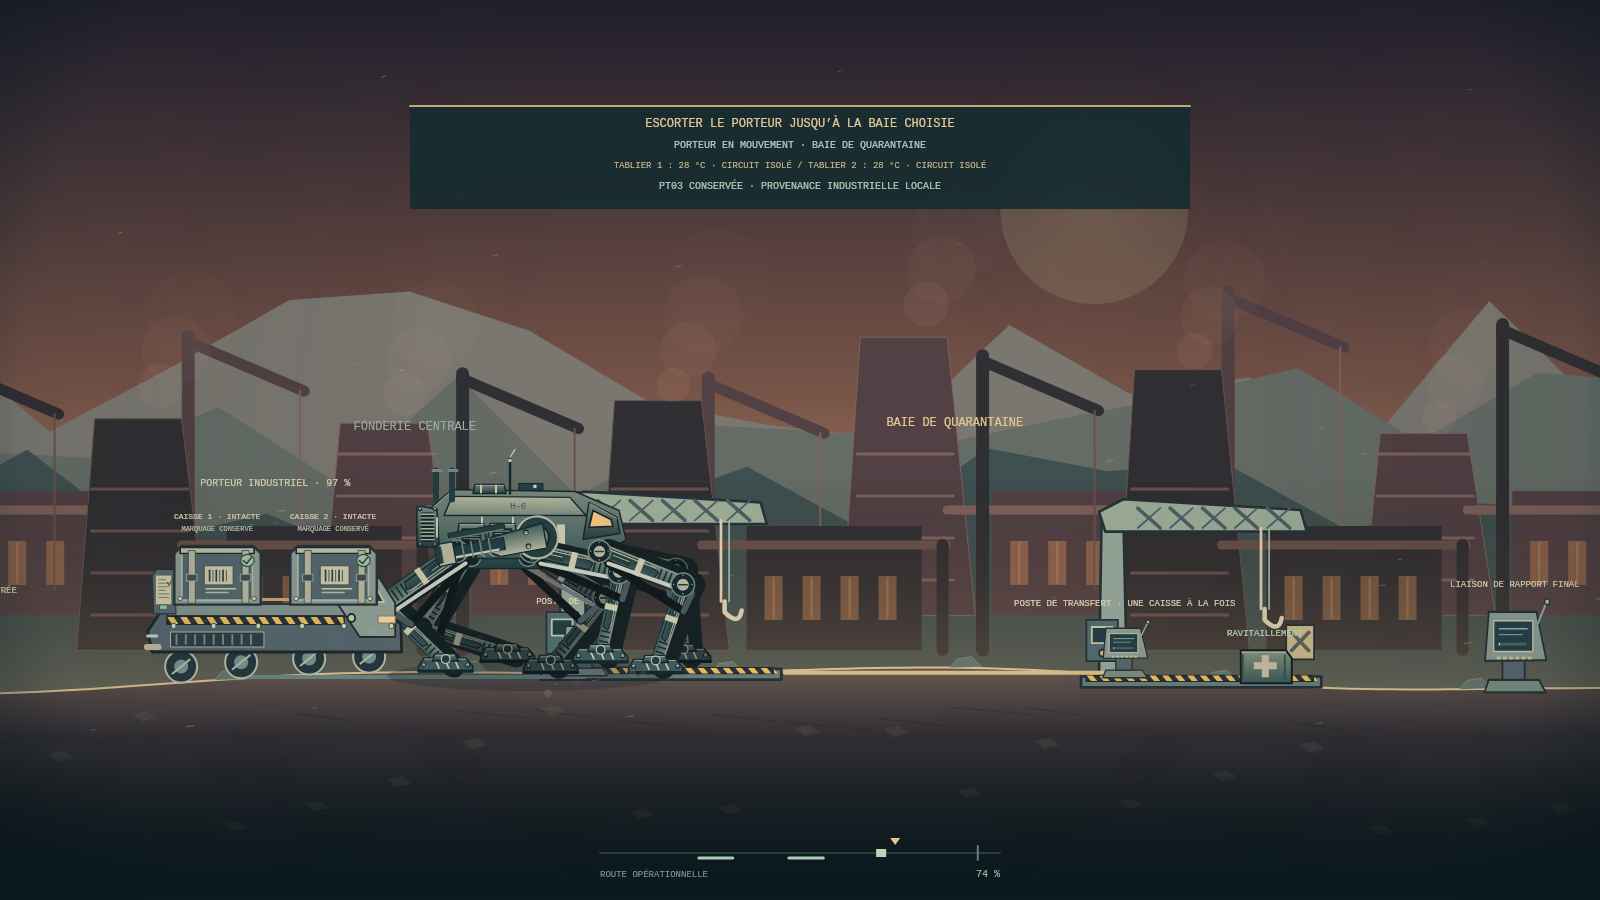 ESCORTER LE PORTEUR JUSQU’À LA BAIE CHOISIE
PORTEUR EN MOUVEMENT · BAIE DE QUARANTAINE
TABLIER 1 : 28 °C · CIRCUIT ISOLÉ / TABLIER 2 : 28 °C · CIRCUIT ISOLÉ
PT03 CONSERVÉE · PROVENANCE INDUSTRIELLE LOCALE
FONDERIE CENTRALE
BAIE DE QUARANTAINE
PORTEUR INDUSTRIEL · 97 %
CAISSE 1 · INTACTE
CAISSE 2 · INTACTE
MARQUAGE CONSERVÉ
MARQUAGE CONSERVÉ
H-6
RÉE
LIAISON DE RAPPORT FINAL
POSTE DE TRANSFERT · UNE CAISSE À LA FOIS
RAVITAILLEMENT
ROUTE OPÉRATIONNELLE
74 %